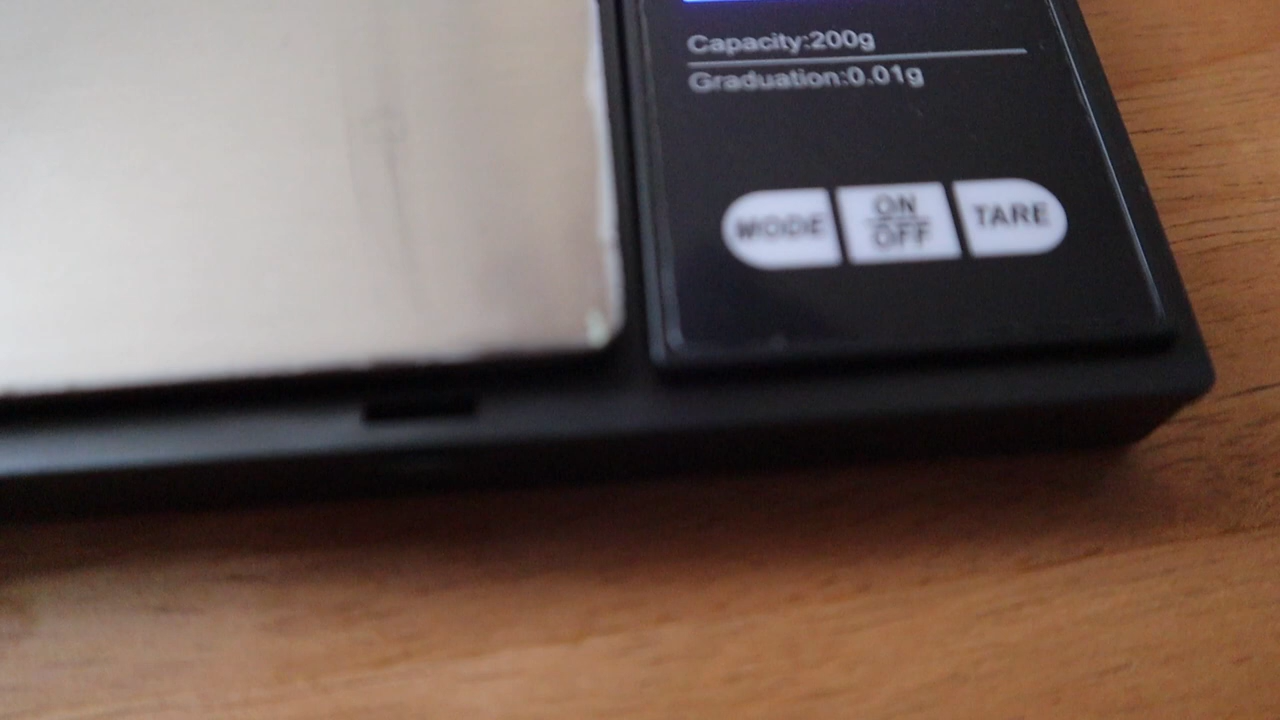 Capacity:200g
Graduation:0.01g
MODE
ON
OFF
TARE